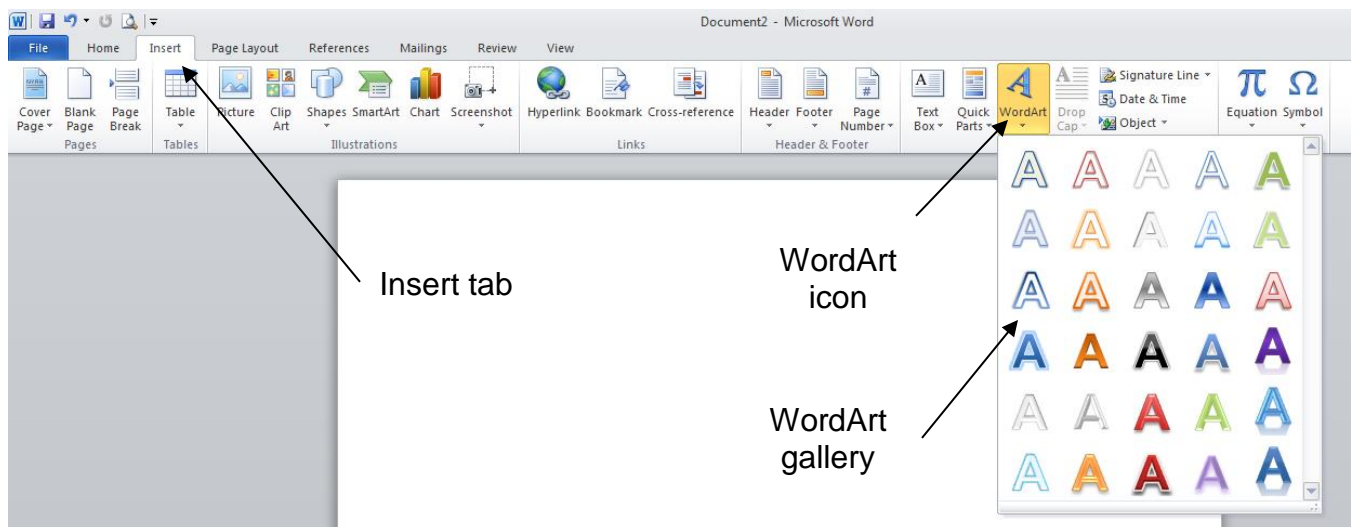 Document2 - Microsoft Word
File Home Insert Page Layout References Mailings Review View
Cover Page Blank Page Page Break Table Picture Clip Art Shapes SmartArt Chart Screenshot Hyperlink Bookmark Cross-reference Header Footer Page Number Text Box Quick Parts WordArt Drop Cap Signature Line Date & Time Object Equation Symbol
Pages Tables Illustrations Links Header & Footer
Insert tab
WordArt
icon
WordArt
gallery
A A A A A
A A A A A
A A A A A
A A A A A
A A A A A
A A A A A